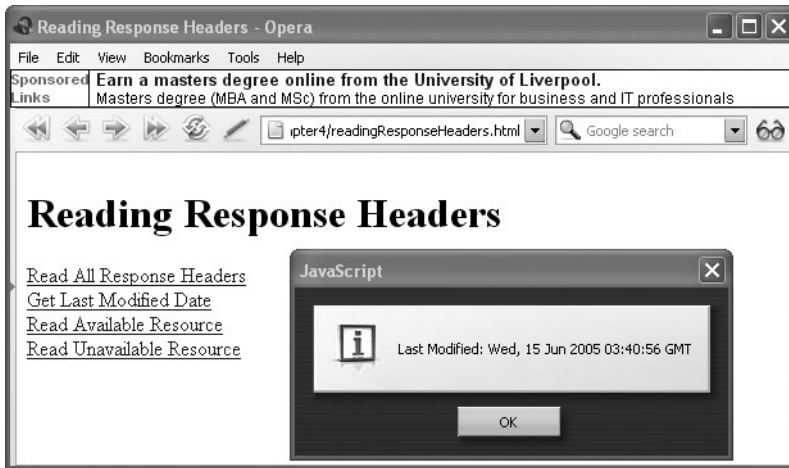 Reading Response Headers - Opera
File Edit View Bookmarks Tools Help
Sponsored Links
Earn a masters degree online from the University of Liverpool.
Masters degree (MBA and MSc) from the online university for business and IT professionals
ıpter4/readingResponseHeaders.html
Google search
Reading Response Headers
Read All Response Headers
Get Last Modified Date
Read Available Resource
Read Unavailable Resource
JavaScript
Last Modified: Wed, 15 Jun 2005 03:40:56 GMT
OK